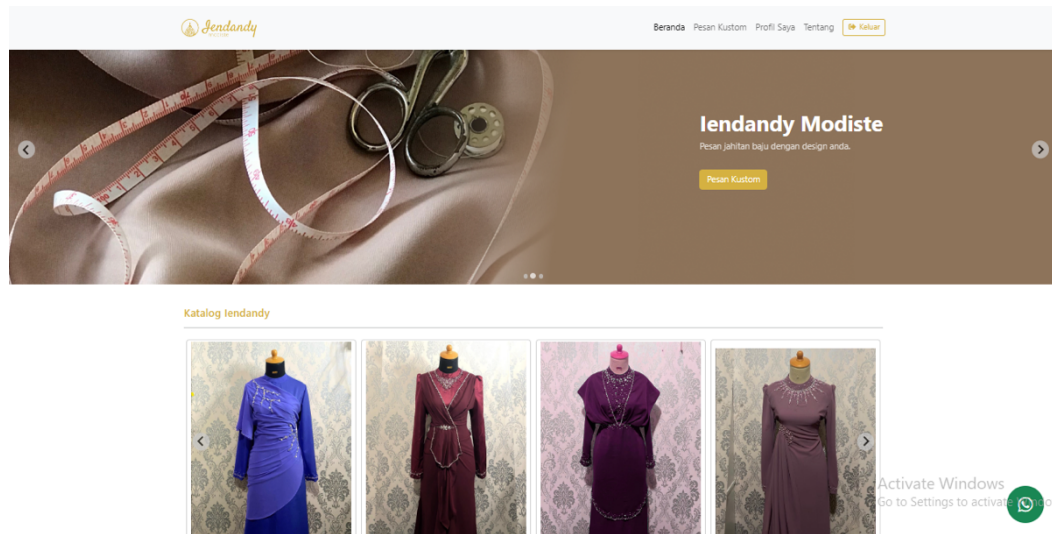 Iendandy
Beranda Pesan Kustom Profil Saya Tentang Keluar
Iendandy Modiste
Pesan jahitan baju dengan design anda.
Pesan Kustom
Katalog Iendandy
Activate Windows
Go to Settings to activate